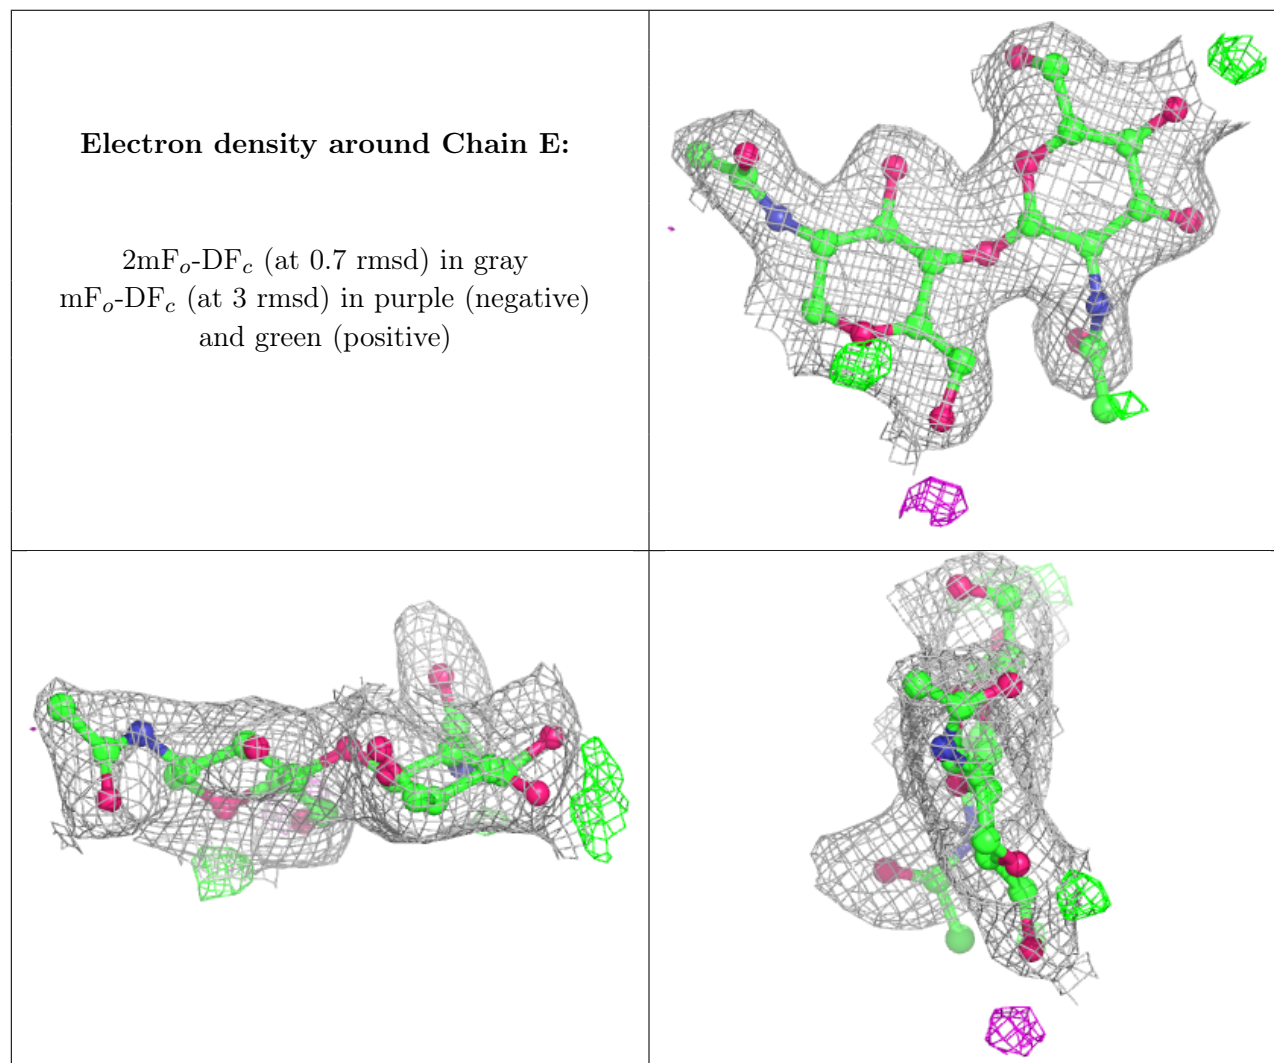 Electron density around Chain E:
2mFₒ-DF𝒸 (at 0.7 rmsd) in gray
mFₒ-DF𝒸 (at 3 rmsd) in purple (negative)
and green (positive)